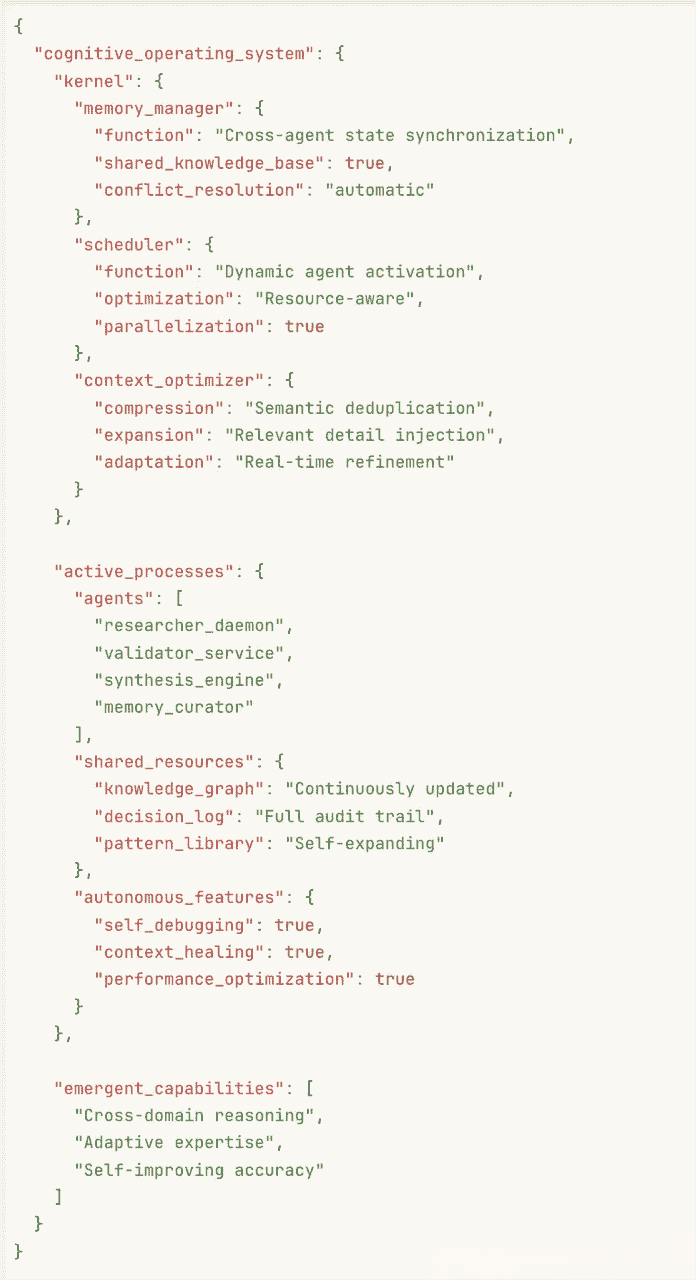 {
  "cognitive_operating_system": {
    "kernel": {
      "memory_manager": {
        "function": "Cross-agent state synchronization",
        "shared_knowledge_base": true,
        "conflict_resolution": "automatic"
      },
      "scheduler": {
        "function": "Dynamic agent activation",
        "optimization": "Resource-aware",
        "parallelization": true
      },
      "context_optimizer": {
        "compression": "Semantic deduplication",
        "expansion": "Relevant detail injection",
        "adaptation": "Real-time refinement"
      }
    },

    "active_processes": {
      "agents": [
        "researcher_daemon",
        "validator_service",
        "synthesis_engine",
        "memory_curator"
      ],
      "shared_resources": {
        "knowledge_graph": "Continuously updated",
        "decision_log": "Full audit trail",
        "pattern_library": "Self-expanding"
      },
      "autonomous_features": {
        "self_debugging": true,
        "context_healing": true,
        "performance_optimization": true
      }
    },

    "emergent_capabilities": [
      "Cross-domain reasoning",
      "Adaptive expertise",
      "Self-improving accuracy"
    ]
  }
}